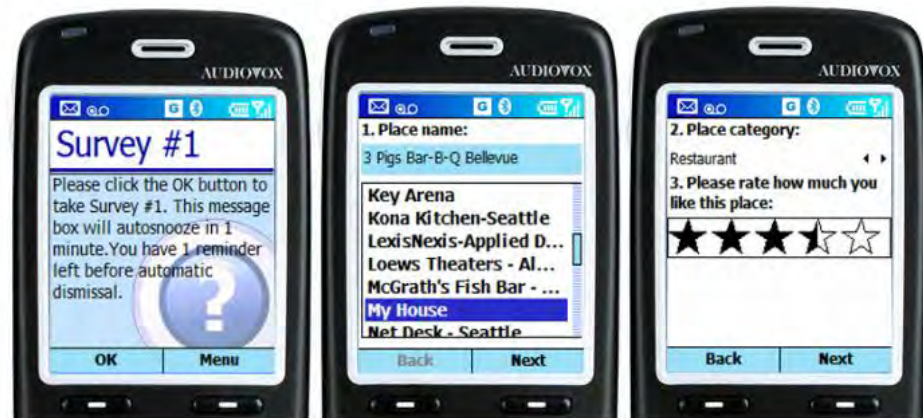 AUDIOVOX
G
Survey #1
Please click the OK button to
take Survey #1. This message
box will autosnooze in 1
minute.You have 1 reminder
left before automatic
dismissal.
?
OK Menu
AUDIOVOX
G
1. Place name:
3 Pigs Bar-B-Q Bellevue
Key Arena
Kona Kitchen-Seattle
LexisNexis-Applied D...
Loews Theaters - Al...
McGrath's Fish Bar - ...
My House
Net Desk - Seattle
Back Next
AUDIOVOX
G
2. Place category:
Restaurant
3. Please rate how much you
like this place:
Back Next